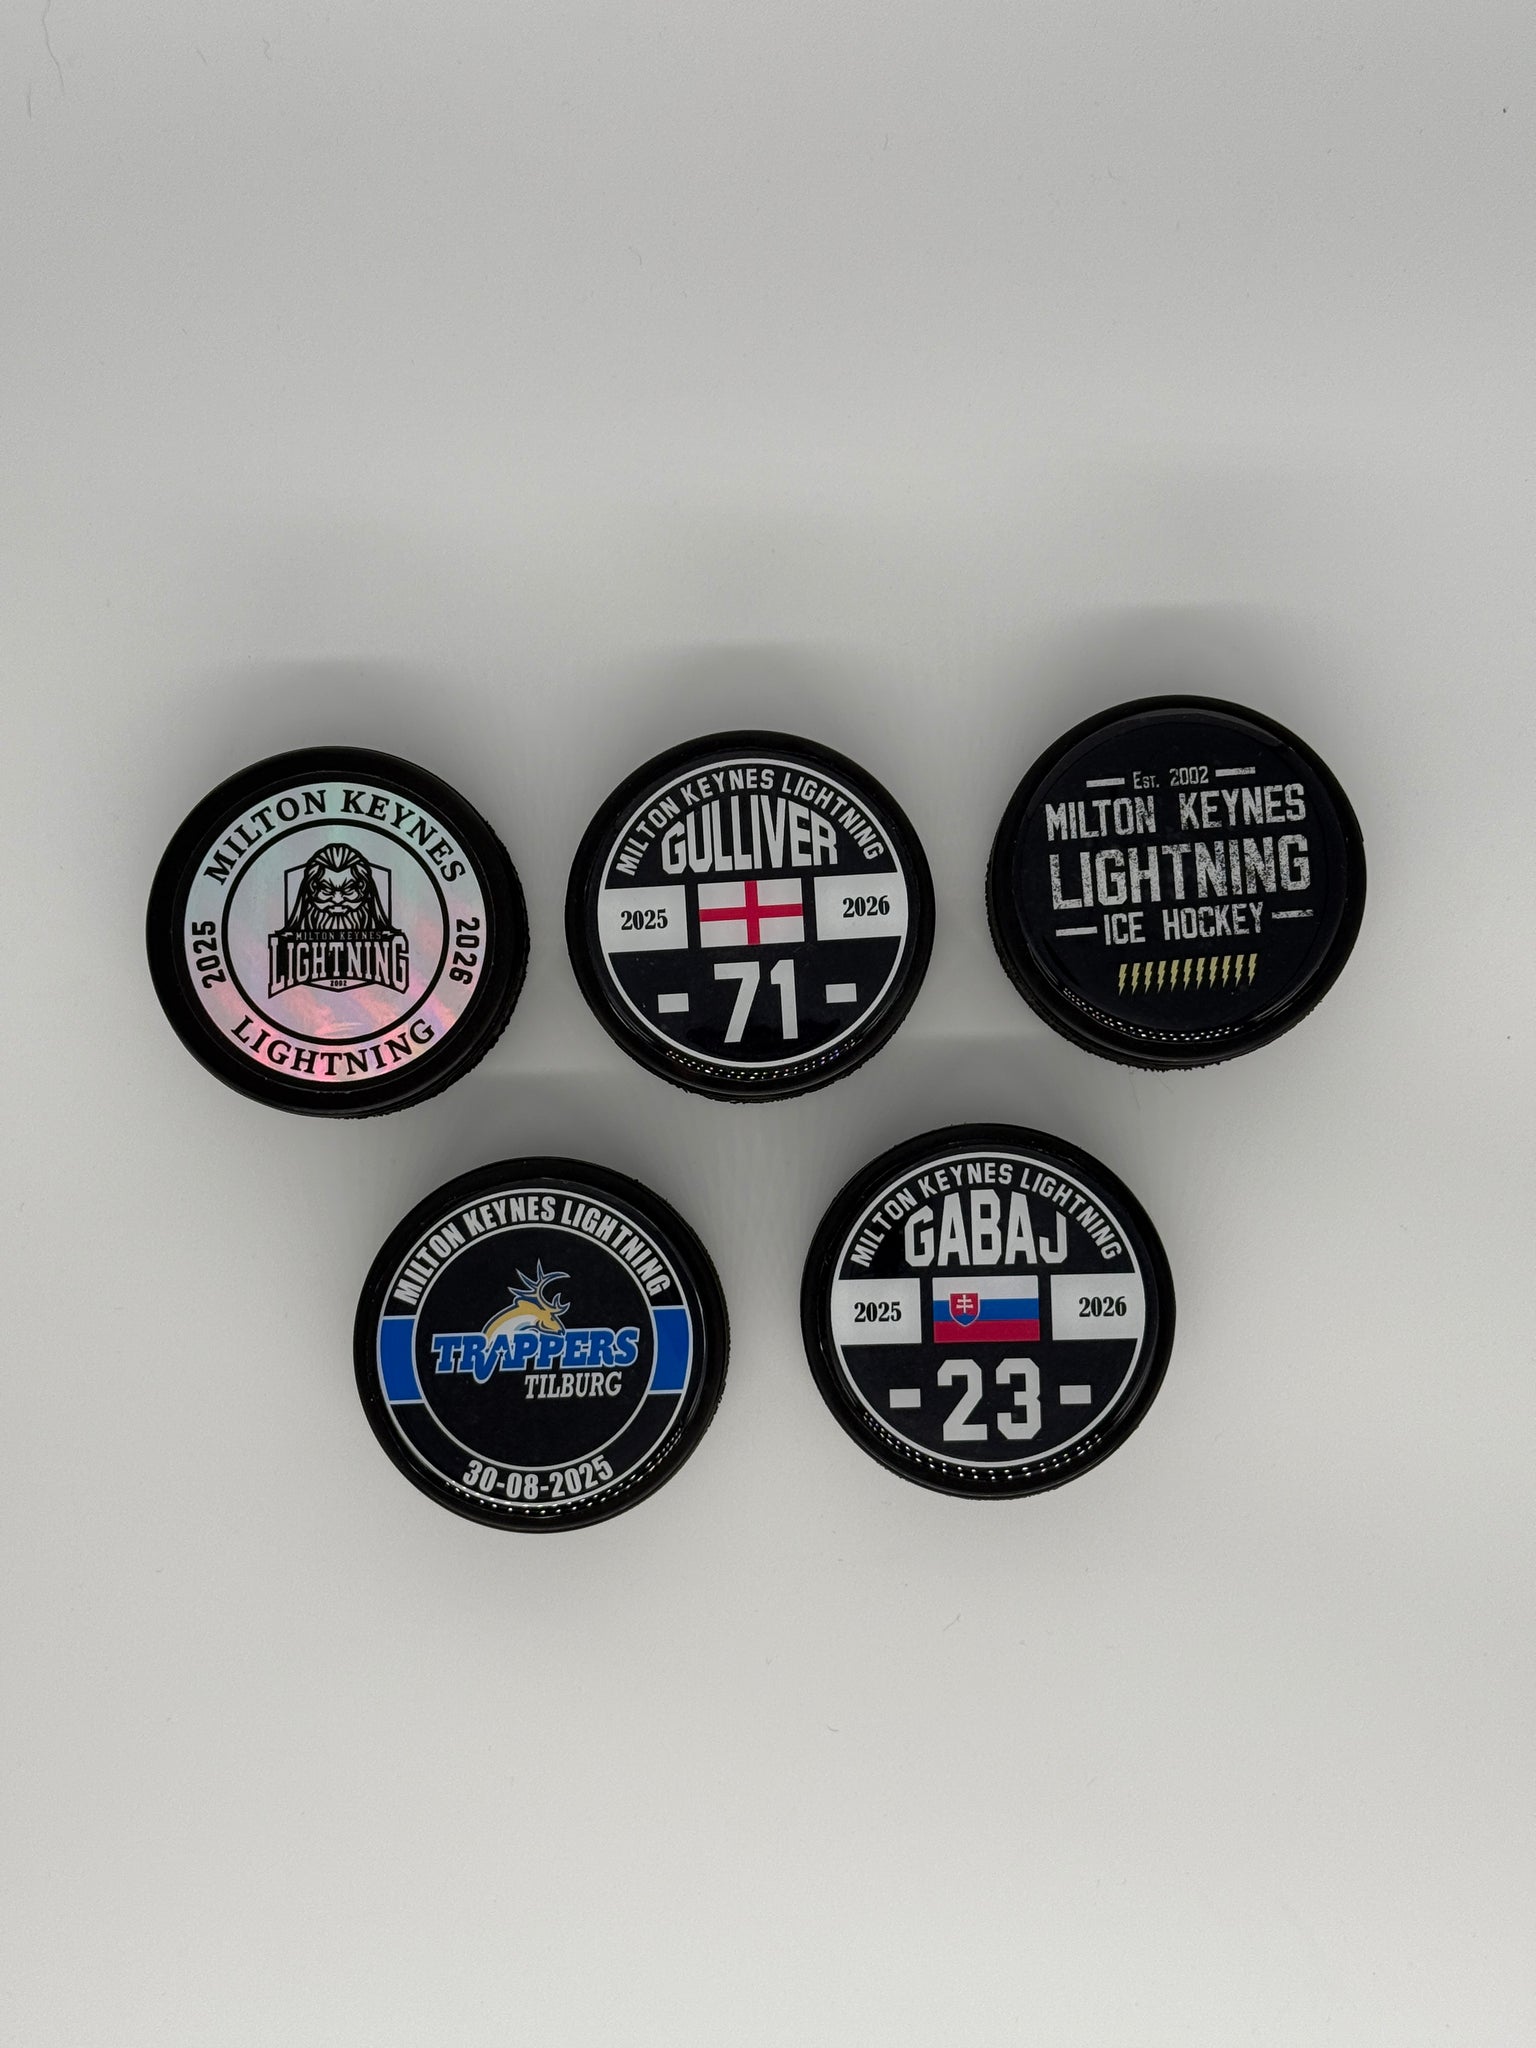 MILTON KEYNES
2025
2026
MILTON KEYNES
LIGHTNING
2002
LIGHTNING
MILTON KEYNES LIGHTNING
GULLIVER
2025
2026
- 71 -
Est. 2002
MILTON KEYNES
LIGHTNING
ICE HOCKEY
MILTON KEYNES LIGHTNING
TRAPPERS
TILBURG
30-08-2025
MILTON KEYNES LIGHTNING
GABAJ
2025
2026
- 23 -